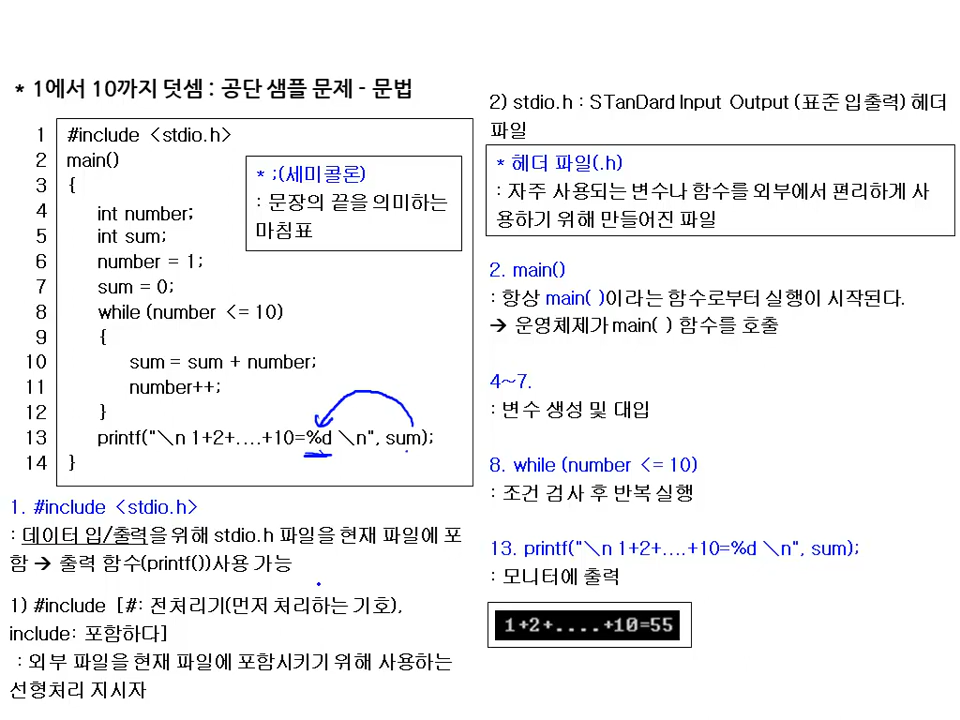 * 1에서 10까지 덧셈 : 공단 샘플 문제 - 문법
1 #include <stdio.h>
2 main()
3 {
4 int number;
5 int sum;
6 number = 1;
7 sum = 0;
8 while (number <= 10)
9 {
10 sum = sum + number;
11 number++;
12 }
13 printf("\n 1+2+....+10=%d \n", sum);
14 }
* ;(세미콜론)
: 문장의 끝을 의미하는
마침표
1. #include <stdio.h>
: 데이터 입/출력을 위해 stdio.h 파일을 현재 파일에 포
함 → 출력 함수(printf())사용 가능
1) #include [#: 전처리기(먼저 처리하는 기호),
include: 포함하다]
: 외부 파일을 현재 파일에 포함시키기 위해 사용하는
선형처리 지시자
2) stdio.h : STanDard Input Output (표준 입출력) 헤더
파일
* 헤더 파일(.h)
: 자주 사용되는 변수나 함수를 외부에서 편리하게 사
용하기 위해 만들어진 파일
2. main()
: 항상 main( )이라는 함수로부터 실행이 시작된다.
→ 운영체제가 main( ) 함수를 호출
4~7.
: 변수 생성 및 대입
8. while (number <= 10)
: 조건 검사 후 반복 실행
13. printf("\n 1+2+....+10=%d \n", sum);
: 모니터에 출력
1+2+....+10=55